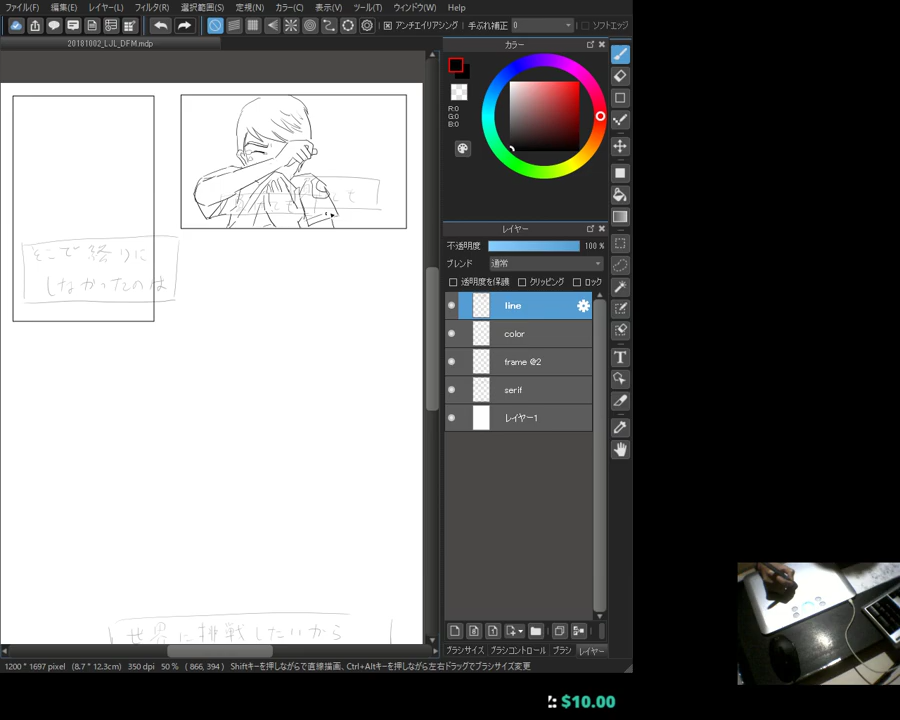 ファイル(F) 編集(E) レイヤー(L) フィルタ(R) 選択範囲(S) 定規(N) カラー(C) 表示(V) ツール(T) ウィンドウ(W) Help
アンチエイリアシング 手ぶれ補正 0 ソフトエッジ
20181002_LJL_DFM.mdp
カラー
R:0
G:0
B:0
レイヤー
不透明度 100 %
ブレンド 通常
透明度を保護 クリッピング ロック
line
color
frame @2
serif
レイヤー1
そこで終りに
しなかったのは
世界に挑戦したいから
ブラシサイズ ブラシコントロール ブラシ レイヤー
1200 * 1697 pixel (8.7 * 12.3cm) 350 dpi 50 % ( 866, 394 ) Shiftキーを押しながらで直線描画、Ctrl+Altキーを押しながら左右ドラッグでブラシサイズ変更
$10.00